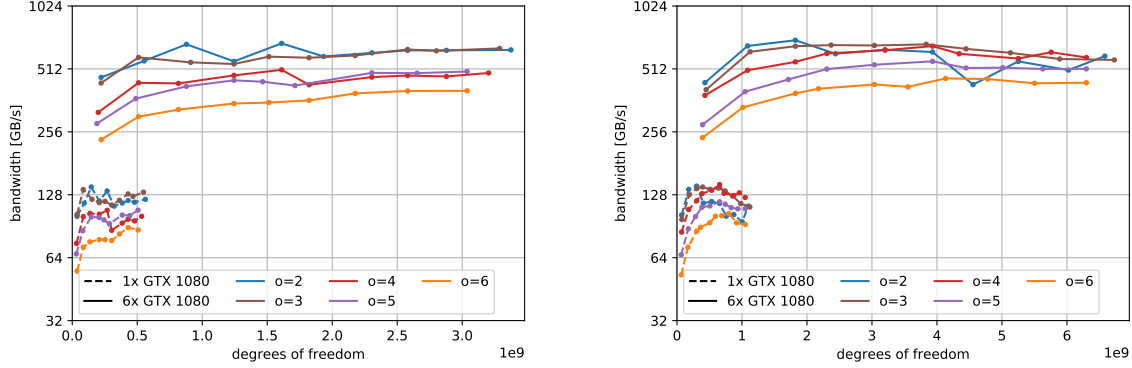 1024
512
256
128
64
32
bandwidth [GB/s]
1x GTX 1080
6x GTX 1080
o=2
o=3
o=4
o=5
o=6
0.0 0.5 1.0 1.5 2.0 2.5 3.0
1e9
degrees of freedom
1024
512
256
128
64
32
bandwidth [GB/s]
1x GTX 1080
6x GTX 1080
o=2
o=3
o=4
o=5
o=6
0 1 2 3 4 5 6
1e9
degrees of freedom